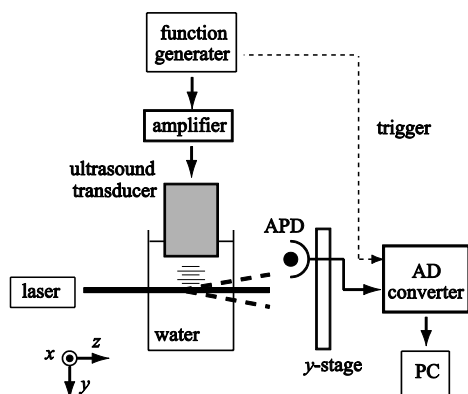 function
generater
amplifier
trigger
ultrasound
transducer
APD
AD
converter
laser
water
x
z
y
y-stage
PC